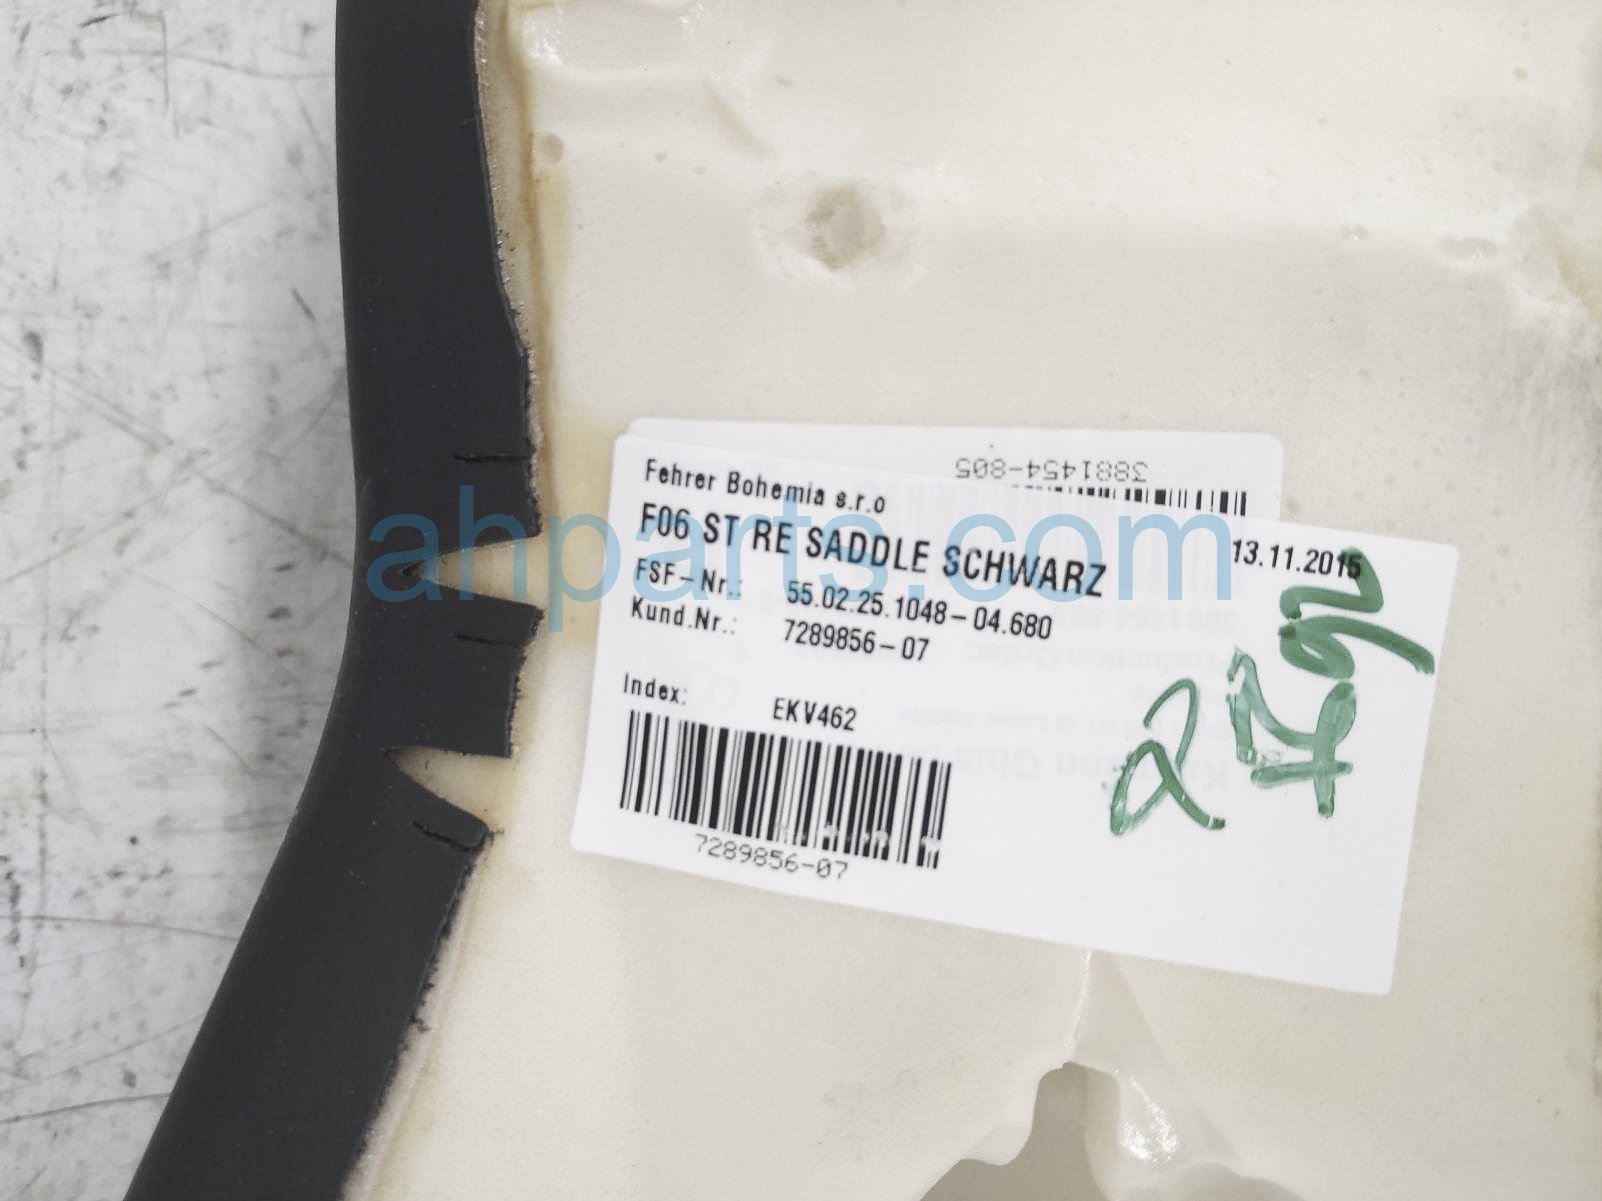 3881454-805
Fehrer Bohemia s.r.o
F06 ST RE SADDLE SCHWARZ
13.11.2015
FSF-Nr.: 55.02.25.1048-04.680
Kund.Nr.: 7289856-07
Index: EKV462
7289856-07
ahparts.com